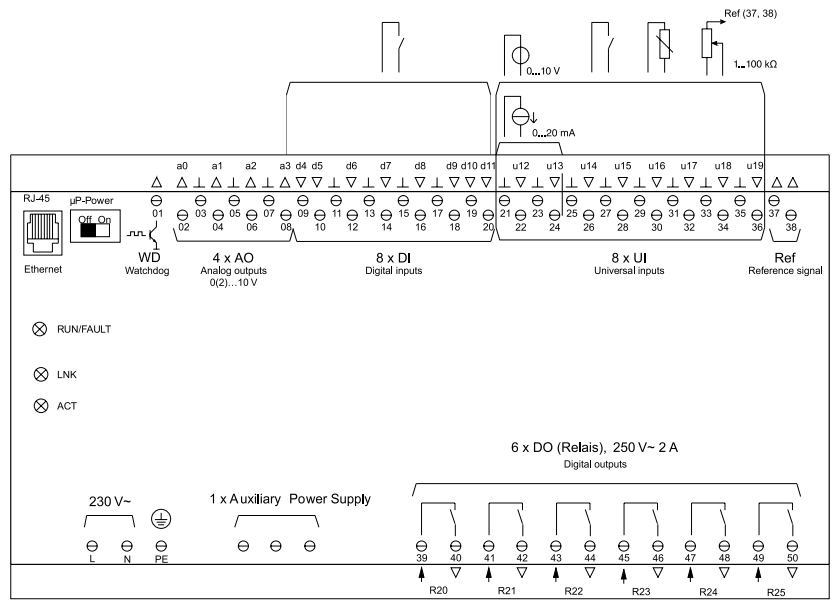 Ref (37, 38)
0...10 V
1...100 kΩ
0...20 mA
a0 a1 a2 a3 d4 d5 d6 d7 d8 d9 d10 d11 u12 u13 u14 u15 u16 u17 u18 u19
RJ-45
µP-Power
Off On
01 03 05 07 09 11 13 15 17 19 21 23 25 27 29 31 33 35 37
02 04 06 08 10 12 14 16 18 20 22 24 26 28 30 32 34 36 38
Ethernet
WD
Watchdog
4 x AO
Analog outputs
0(2)...10 V
8 x DI
Digital inputs
8 x UI
Universal inputs
Ref
Reference signal
RUN/FAULT
LNK
ACT
6 x DO (Relais), 250 V~ 2 A
Digital outputs
230 V~
1 x Auxiliary Power Supply
L N PE
39 40 41 42 43 44 45 46 47 48 49 50
R20 R21 R22 R23 R24 R25